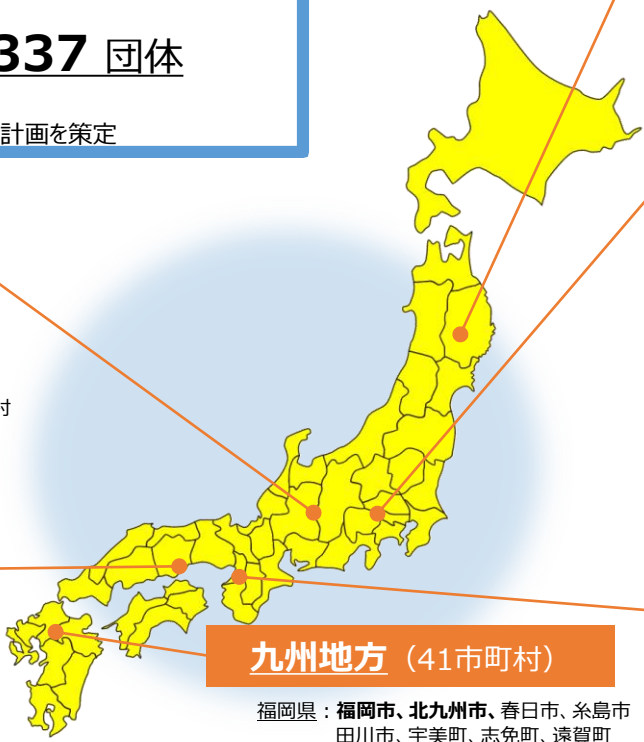 337 団体
計画を策定
村
九州地方（41市町村）
福岡県：福岡市、北九州市、春日市、糸島市
田川市、宇美町、志免町、遠賀町